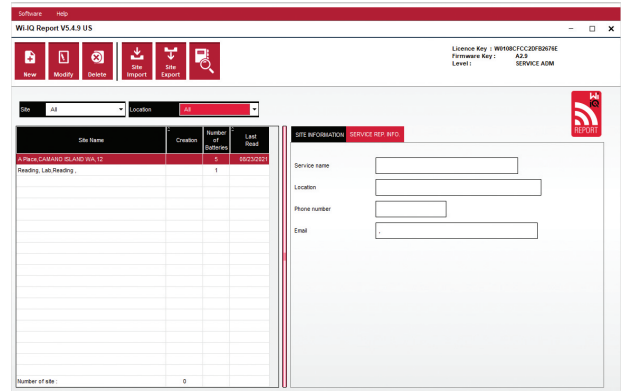 Software Help
Wi-IQ Report V5.4.9 US
New
Modify
Delete
Site Import
Site Export
Licence Key : W0108CFCC2DFB2676E
Firmware Key : A2.9
Level : SERVICE ADM
Wi iQ
REPORT
Site All Location All
Site Name Creation Number of Batteries Last Read
A Place,CAMANO ISLAND WA,12 5 08/23/2021
Reading, Lab,Reading , 1
Number of site : 0
SITE INFORMATION SERVICE REP. INFO.
Service name
Location
Phone number
Email ,